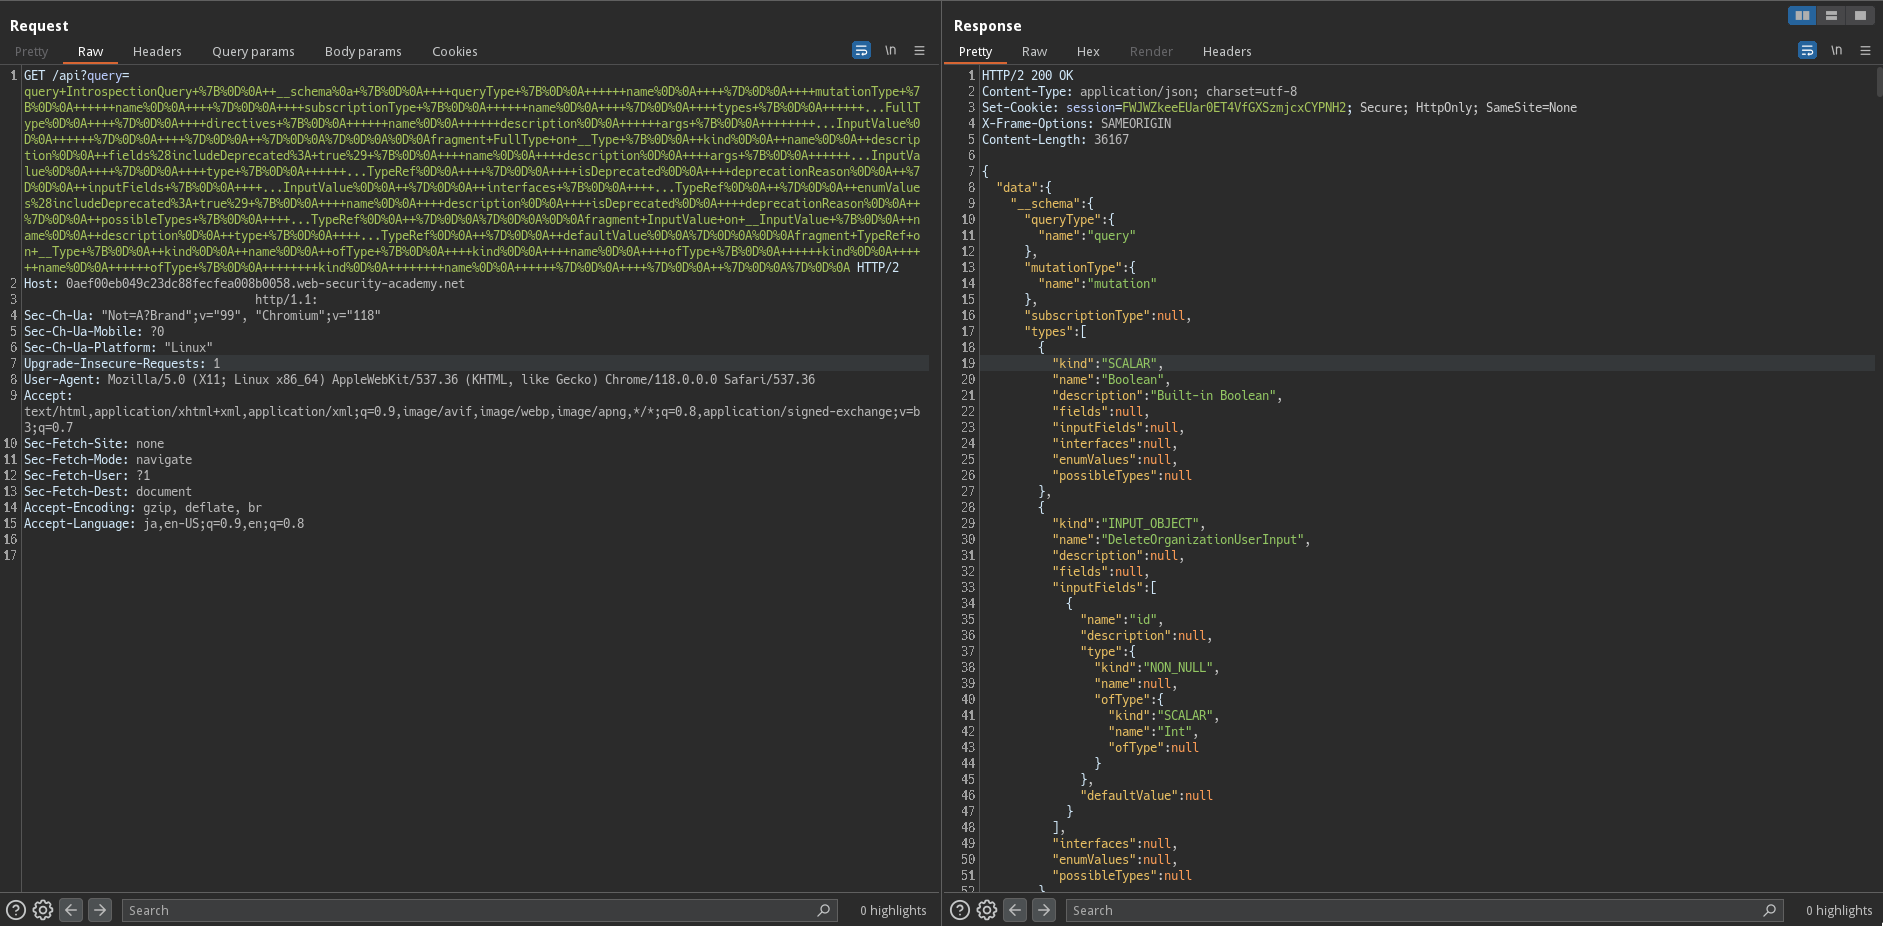 Request
Pretty Raw Headers Query params Body params Cookies \n
1 GET /api?query=
query+IntrospectionQuery+%7B%0D%0A++__schema%0a+%7B%0D%0A++++queryType+%7B%0D%0A++++++name%0D%0A++++%7D%0D%0A++++mutationType+%7
B%0D%0A++++++name%0D%0A++++%7D%0D%0A++++subscriptionType+%7B%0D%0A++++++name%0D%0A++++%7D%0D%0A++++types+%7B%0D%0A++++++...FullT
ype%0D%0A++++%7D%0D%0A++++directives+%7B%0D%0A++++++name%0D%0A++++++description%0D%0A++++++args+%7B%0D%0A++++++++...InputValue%0
D%0A++++++%7D%0D%0A++++%7D%0D%0A++%7D%0D%0A%7D%0D%0A%0D%0Afragment+FullType+on+__Type+%7B%0D%0A++kind%0D%0A++name%0D%0A++descrip
tion%0D%0A++fields%28includeDeprecated%3A+true%29+%7B%0D%0A++++name%0D%0A++++description%0D%0A++++args+%7B%0D%0A++++++...InputVa
lue%0D%0A++++%7D%0D%0A++++type+%7B%0D%0A++++++...TypeRef%0D%0A++++%7D%0D%0A++++isDeprecated%0D%0A++++deprecationReason%0D%0A++%7
D%0D%0A++inputFields+%7B%0D%0A++++...InputValue%0D%0A++%7D%0D%0A++interfaces+%7B%0D%0A++++...TypeRef%0D%0A++%7D%0D%0A++enumValue
s%28includeDeprecated%3A+true%29+%7B%0D%0A++++name%0D%0A++++description%0D%0A++++isDeprecated%0D%0A++++deprecationReason%0D%0A++
%7D%0D%0A++possibleTypes+%7B%0D%0A++++...TypeRef%0D%0A++%7D%0D%0A%7D%0D%0A%0D%0Afragment+InputValue+on+__InputValue+%7B%0D%0A++n
ame%0D%0A++description%0D%0A++type+%7B%0D%0A++++...TypeRef%0D%0A++%7D%0D%0A++defaultValue%0D%0A%7D%0D%0A%0D%0Afragment+TypeRef+o
n+__Type+%7B%0D%0A++kind%0D%0A++name%0D%0A++ofType+%7B%0D%0A++++kind%0D%0A++++name%0D%0A++++ofType+%7B%0D%0A++++++kind%0D%0A++++
++name%0D%0A++++++ofType+%7B%0D%0A++++++++kind%0D%0A++++++++name%0D%0A++++++%7D%0D%0A++++%7D%0D%0A++%7D%0D%0A%7D%0D%0A HTTP/2
2 Host: 0aef00eb049c23dc88fecfea008b0058.web-security-academy.net
3 http/1.1:
4 Sec-Ch-Ua: "Not=A?Brand";v="99", "Chromium";v="118"
5 Sec-Ch-Ua-Mobile: ?0
6 Sec-Ch-Ua-Platform: "Linux"
7 Upgrade-Insecure-Requests: 1
8 User-Agent: Mozilla/5.0 (X11; Linux x86_64) AppleWebKit/537.36 (KHTML, like Gecko) Chrome/118.0.0.0 Safari/537.36
9 Accept:
text/html,application/xhtml+xml,application/xml;q=0.9,image/avif,image/webp,image/apng,*/*;q=0.8,application/signed-exchange;v=b
3;q=0.7
10 Sec-Fetch-Site: none
11 Sec-Fetch-Mode: navigate
12 Sec-Fetch-User: ?1
13 Sec-Fetch-Dest: document
14 Accept-Encoding: gzip, deflate, br
15 Accept-Language: ja,en-US;q=0.9,en;q=0.8
16
17
Search 0 highlights
Response
Pretty Raw Hex Render Headers \n
1 HTTP/2 200 OK
2 Content-Type: application/json; charset=utf-8
3 Set-Cookie: session=FWJWZkeeEUar0ET4VfGXSzmjcxCYPNH2; Secure; HttpOnly; SameSite=None
4 X-Frame-Options: SAMEORIGIN
5 Content-Length: 36167
6
7 {
8 "data":{
9 "__schema":{
10 "queryType":{
11 "name":"query"
12 },
13 "mutationType":{
14 "name":"mutation"
15 },
16 "subscriptionType":null,
17 "types":[
18 {
19 "kind":"SCALAR",
20 "name":"Boolean",
21 "description":"Built-in Boolean",
22 "fields":null,
23 "inputFields":null,
24 "interfaces":null,
25 "enumValues":null,
26 "possibleTypes":null
27 },
28 {
29 "kind":"INPUT_OBJECT",
30 "name":"DeleteOrganizationUserInput",
31 "description":null,
32 "fields":null,
33 "inputFields":[
34 {
35 "name":"id",
36 "description":null,
37 "type":{
38 "kind":"NON_NULL",
39 "name":null,
40 "ofType":{
41 "kind":"SCALAR",
42 "name":"Int",
43 "ofType":null
44 }
45 },
46 "defaultValue":null
47 }
48 ],
49 "interfaces":null,
50 "enumValues":null,
51 "possibleTypes":null
52 }
Search 0 highlights